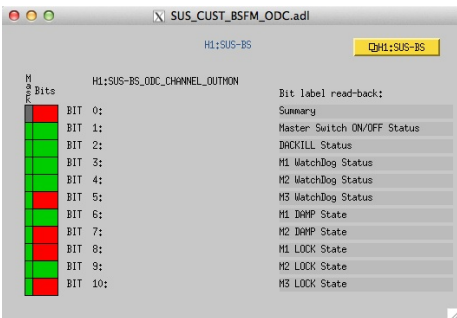 SUS_CUST_BSFM_ODC.adl
H1:SUS-BS
H1:SUS-BS
Mask Bits
H1:SUS-BS_ODC_CHANNEL_OUTMON
Bit label read-back:
BIT 0: Summary
BIT 1: Master Switch ON/OFF Status
BIT 2: DACKILL Status
BIT 3: M1 WatchDog Status
BIT 4: M2 WatchDog Status
BIT 5: M3 WatchDog Status
BIT 6: M1 DAMP State
BIT 7: M2 DAMP State
BIT 8: M1 LOCK State
BIT 9: M2 LOCK State
BIT 10: M3 LOCK State